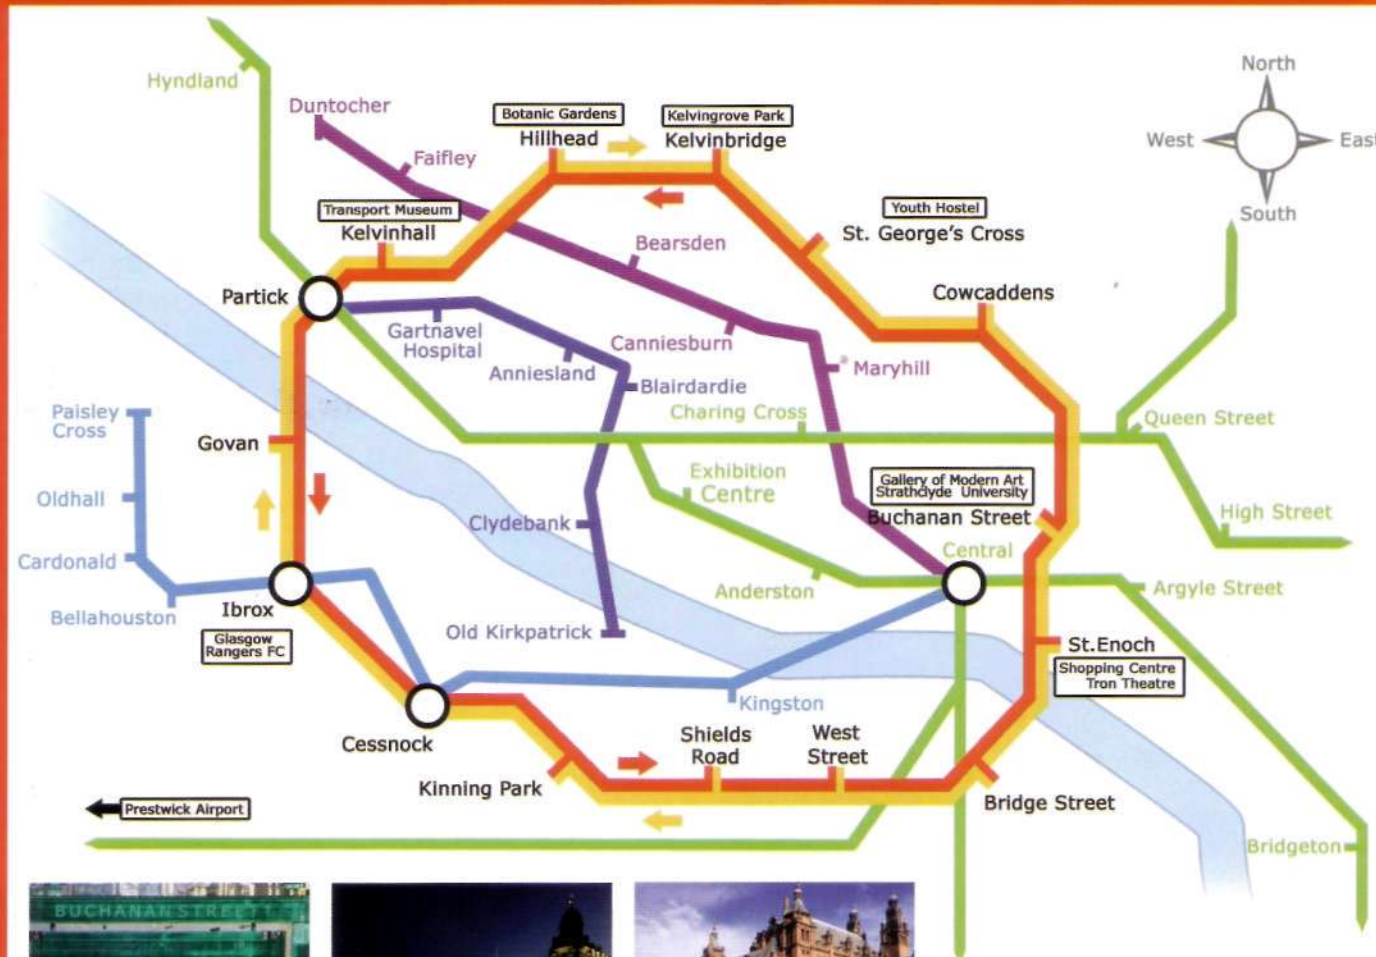 North
West
East
South
Hyndland
Duntocher
Botanic Gardens
Hillhead
Kelvingrove Park
Kelvinbridge
Faifley
Transport Museum
Kelvinhall
Youth Hostel
St. George's Cross
Bearsden
Partick
Cowcaddens
Gartnavel
Hospital
Canniesburn
Anniesland
Maryhill
Blairdardie
Paisley
Cross
Charing Cross
Queen Street
Govan
Exhibition
Centre
Gallery of Modern Art
Strathclyde University
Buchanan Street
Oldhall
High Street
Clydebank
Central
Cardonald
Anderston
Argyle Street
Bellahouston
Ibrox
Glasgow
Rangers FC
Old Kirkpatrick
St.Enoch
Shopping Centre
Tron Theatre
Kingston
Cessnock
Shields
Road
West
Street
Kinning Park
Bridge Street
Prestwick Airport
Bridgeton
BUCHANAN STREET